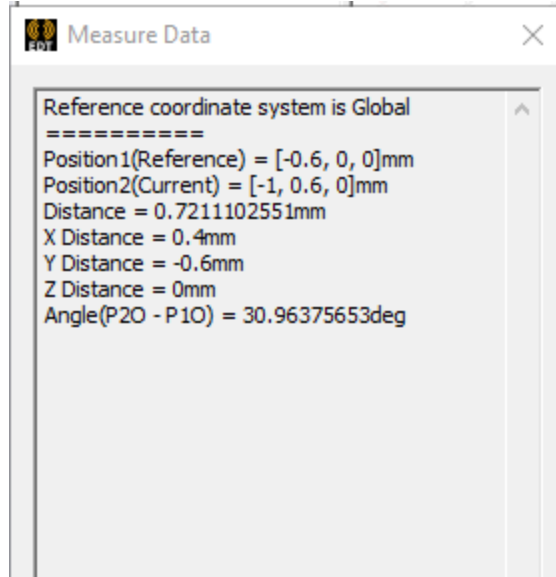 EDT
Measure Data
Reference coordinate system is Global
==========
Position1(Reference) = [-0.6, 0, 0]mm
Position2(Current) = [-1, 0.6, 0]mm
Distance = 0.7211102551mm
X Distance = 0.4mm
Y Distance = -0.6mm
Z Distance = 0mm
Angle(P2O - P1O) = 30.96375653deg